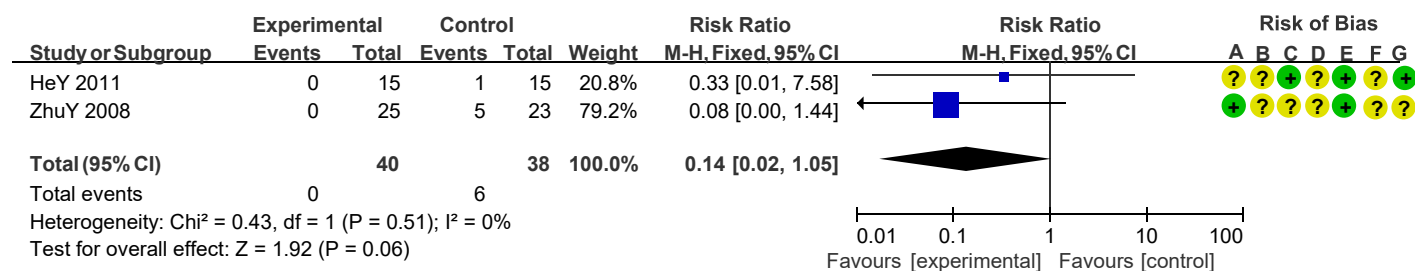 Experimental Control Risk Ratio Risk Ratio Risk of Bias
Study or Subgroup Events Total Events Total Weight M-H, Fixed, 95% CI M-H, Fixed, 95% CI A B C D E F G
HeY 2011 0 15 1 15 20.8% 0.33 [0.01, 7.58] ? ? + ? + ? +
ZhuY 2008 0 25 5 23 79.2% 0.08 [0.00, 1.44] + ? ? ? + ? ?
Total (95% CI) 40 38 100.0% 0.14 [0.02, 1.05]
Total events 0 6
Heterogeneity: Chi² = 0.43, df = 1 (P = 0.51); I² = 0%
Test for overall effect: Z = 1.92 (P = 0.06)
0.01 0.1 1 10 100
Favours [experimental] Favours [control]